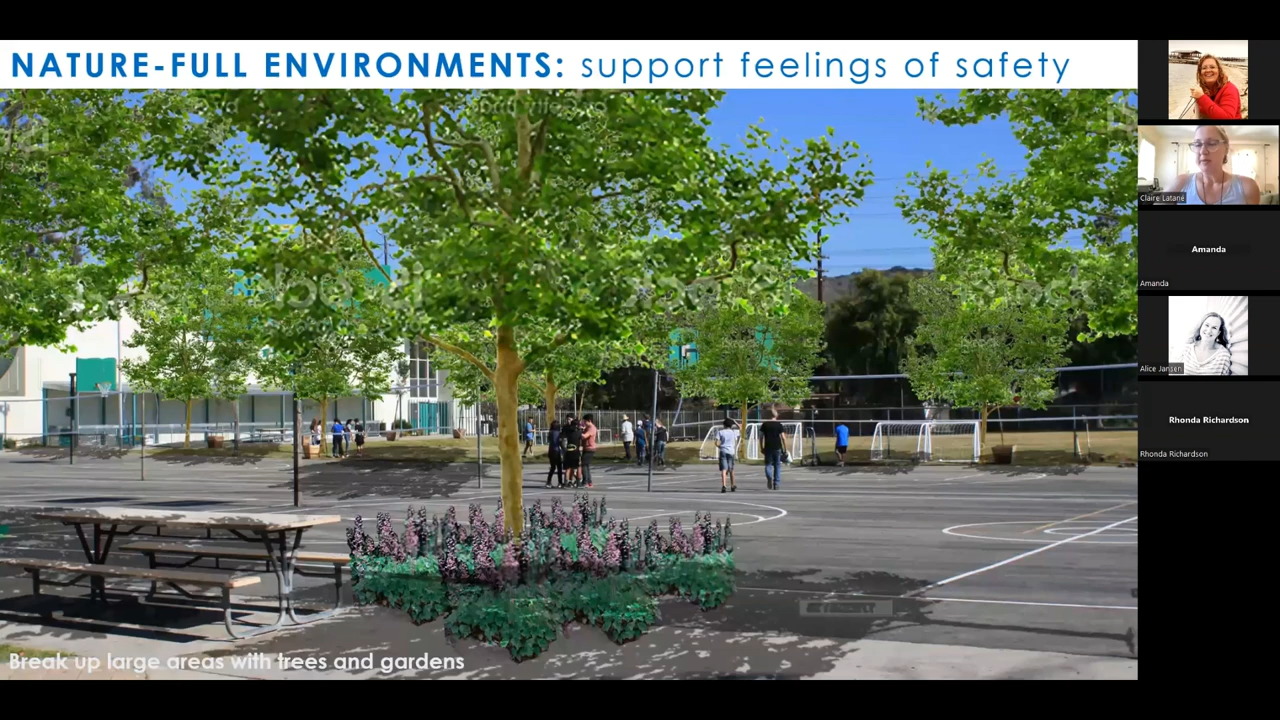 NATURE-FULL ENVIRONMENTS: support feelings of safety
Claire Latane
Amanda
Amanda
Alice Jansen
Rhonda Richardson
Rhonda Richardson
Break up large areas with trees and gardens